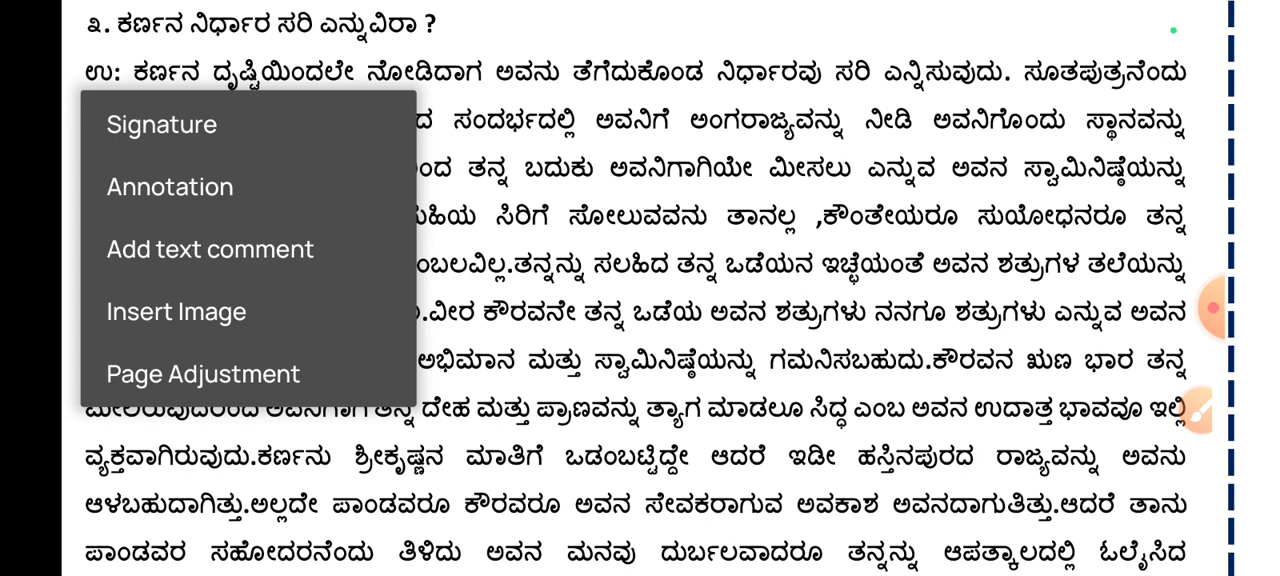 ೩. ಕರ್ಣನ ನಿರ್ಧಾರ ಸರಿ ಎನ್ನುವಿರಾ ?
ಉ: ಕರ್ಣನ ದೃಷ್ಟಿಯಿಂದಲೇ ನೋಡಿದಾಗ ಅವನು ತೆಗೆದುಕೊಂಡ ನಿರ್ಧಾರವು ಸರಿ ಎನ್ನಿಸುವುದು. ಸೂತಪುತ್ರನೆಂದು
Signature
ದ ಸಂದರ್ಭದಲ್ಲಿ ಅವನಿಗೆ ಅಂಗರಾಜ್ಯವನ್ನು ನೀಡಿ ಅವನಿಗೊಂದು ಸ್ಥಾನವನ್ನು
ಂದ ತನ್ನ ಬದುಕು ಅವನಿಗಾಗಿಯೇ ಮೀಸಲು ಎನ್ನುವ ಅವನ ಸ್ವಾಮಿನಿಷ್ಠೆಯನ್ನು
Annotation
ಹಿಯ ಸಿರಿಗೆ ಸೋಲುವವನು ತಾನಲ್ಲ ,ಕೌಂತೇಯರೂ ಸುಯೋಧನರೂ ತನ್ನ
Add text comment
ಂಬಲವಿಲ್ಲ.ತನ್ನನ್ನು ಸಲಹಿದ ತನ್ನ ಒಡೆಯನ ಇಚ್ಛೆಯಂತೆ ಅವನ ಶತ್ರುಗಳ ತಲೆಯನ್ನು
Insert Image
.ವೀರ ಕೌರವನೇ ತನ್ನ ಒಡೆಯ ಅವನ ಶತ್ರುಗಳು ನನಗೂ ಶತ್ರುಗಳು ಎನ್ನುವ ಅವನ
ಅಭಿಮಾನ ಮತ್ತು ಸ್ವಾಮಿನಿಷ್ಠೆಯನ್ನು ಗಮನಿಸಬಹುದು.ಕೌರವನ ಋಣ ಭಾರ ತನ್ನ
Page Adjustment
ಮೇಲಿರುವುದರಿಂದ ಅವನಿಗಾಗಿ ತನ್ನ ದೇಹ ಮತ್ತು ಪ್ರಾಣವನ್ನು ತ್ಯಾಗ ಮಾಡಲೂ ಸಿದ್ಧ ಎಂಬ ಅವನ ಉದಾತ್ತ ಭಾವವೂ ಇಲ್ಲಿ
ವ್ಯಕ್ತವಾಗಿರುವುದು.ಕರ್ಣನು ಶ್ರೀಕೃಷ್ಣನ ಮಾತಿಗೆ ಒಡಂಬಟ್ಟಿದ್ದೇ ಆದರೆ ಇಡೀ ಹಸ್ತಿನಪುರದ ರಾಜ್ಯವನ್ನು ಅವನು
ಆಳಬಹುದಾಗಿತ್ತು.ಅಲ್ಲದೇ ಪಾಂಡವರೂ ಕೌರವರೂ ಅವನ ಸೇವಕರಾಗುವ ಅವಕಾಶ ಅವನದಾಗುತಿತ್ತು.ಆದರೆ ತಾನು
ಪಾಂಡವರ ಸಹೋದರನೆಂದು ತಿಳಿದು ಅವನ ಮನವು ದುರ್ಬಲವಾದರೂ ತನ್ನನ್ನು ಆಪತ್ಕಾಲದಲ್ಲಿ ಓಲೈಸಿದ